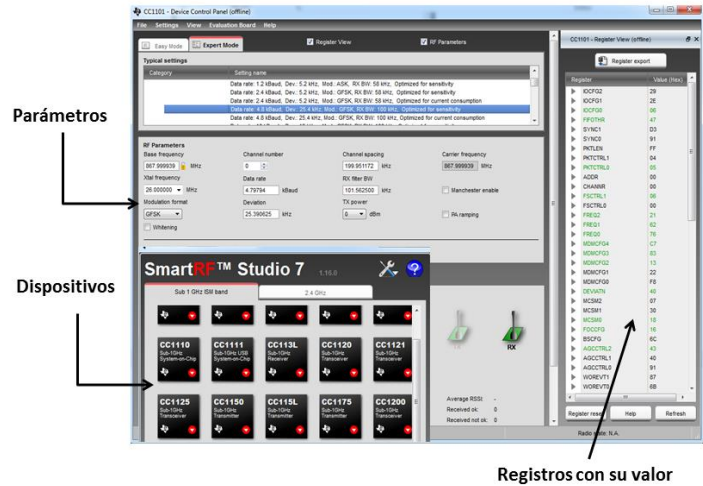 CC1101 - Device Control Panel (offline)
File Settings View Evaluation Board Help
Easy Mode
Expert Mode
Register View
RF Parameters
Typical settings
Category Setting name
Data rate: 1.2 kBaud, Dev.: 5.2 kHz, Mod.: ASK, RX BW: 58 kHz, Optimized for sensitivity
Data rate: 2.4 kBaud, Dev.: 5.2 kHz, Mod.: GFSK, RX BW: 58 kHz, Optimized for sensitivity
Data rate: 2.4 kBaud, Dev.: 5.2 kHz, Mod.: GFSK, RX BW: 58 kHz, Optimized for current consumption
Data rate: 4.8 kBaud, Dev.: 25.4 kHz, Mod.: GFSK, RX BW: 100 kHz, Optimized for sensitivity
Data rate: 4.8 kBaud, Dev.: 25.4 kHz, Mod.: GFSK, RX BW: 100 kHz, Optimized for current consumption
RF Parameters
Base frequency Channel number Channel spacing Carrier frequency
867.999939 MHz 0 199.951172 kHz 867.999939 MHz
Xtal frequency Data rate RX filter BW
26.000000 MHz 4.79794 kBaud 101.562500 kHz Manchester enable
Modulation format Deviation TX power
GFSK 25.390625 kHz 0 dBm PA ramping
Whitening
Parámetros
Dispositivos
SmartRF™ Studio 7 1.16.0
Sub 1 GHz ISM band 2.4 GHz
CC1110 Sub-1GHz System-on-Chip
CC1111 Sub-1GHz USB System-on-Chip
CC113L Sub-1GHz Receiver
CC1120 Sub-1GHz Transceiver
CC1121 Sub-1GHz Transceiver
CC1125 Sub-1GHz Transceiver
CC1150 Sub-1GHz Transmitter
CC115L Sub-1GHz Transmitter
CC1175 Sub-1GHz Transmitter
CC1200 Sub-1GHz Transceiver
RX
Average RSSI: -
Received ok: 0
Received not ok: 0
CC1101 - Register View (offline)
Register export
Register Value (Hex)
IOCFG2 29
IOCFG1 2E
IOCFG0 06
FIFOTHR 47
SYNC1 D3
SYNC0 91
PKTLEN FF
PKTCTRL1 04
PKTCTRL0 05
ADDR 00
CHANNR 00
FSCTRL1 06
FSCTRL0 00
FREQ2 21
FREQ1 62
FREQ0 76
MDMCFG4 C7
MDMCFG3 83
MDMCFG2 13
MDMCFG1 22
MDMCFG0 F8
DEVIATN 40
MCSM2 07
MCSM1 30
MCSM0 18
FOCCFG 16
BSCFG 6C
AGCCTRL2 43
AGCCTRL1 40
AGCCTRL0 91
WOREVT1 87
WOREVT0 6B
Register reset Help Refresh
Radio state: N.A.
Registros con su valor